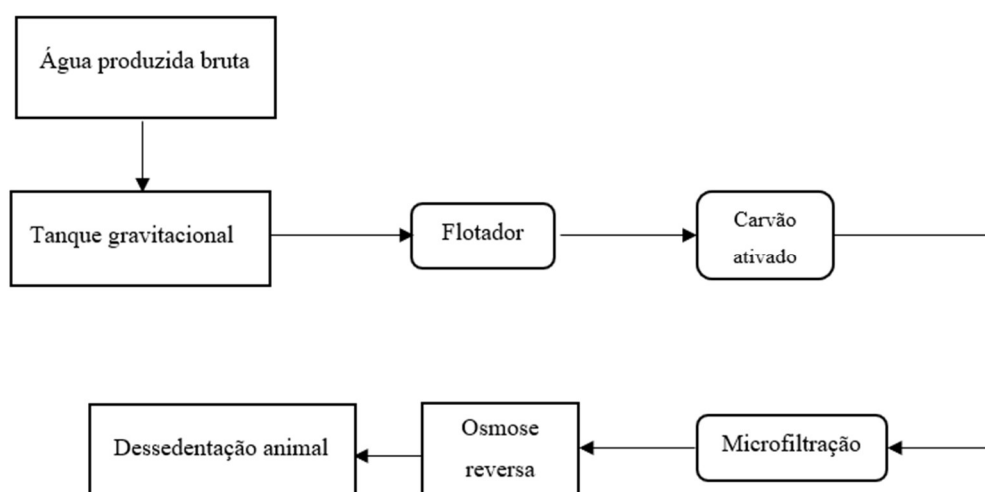 Água produzida bruta
Tanque gravitacional
Flotador
Carvão
ativado
Microfiltração
Osmose
reversa
Dessedentação animal